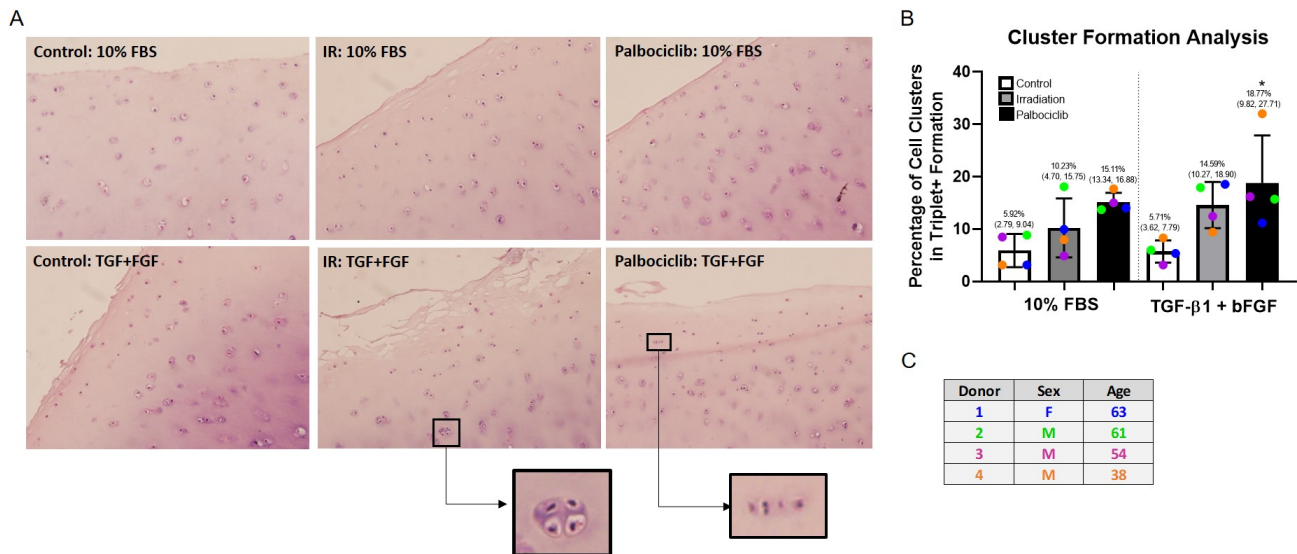 A
Control: 10% FBS
IR: 10% FBS
Palbociclib: 10% FBS
Control: TGF+FGF
IR: TGF+FGF
Palbociclib: TGF+FGF
B
Cluster Formation Analysis
Percentage of Cell Clusters
in Triplet+ Formation
40
30
20
10
0
Control
Irradiation
Palbociclib
5.92%
(2.79, 9.04)
10.23%
(4.70, 15.75)
15.11%
(13.34, 16.88)
5.71%
(3.62, 7.79)
14.59%
(10.27, 18.90)
*
18.77%
(9.82, 27.71)
10% FBS
TGF-β1 + bFGF
C
Donor Sex Age
1 F 63
2 M 61
3 M 54
4 M 38